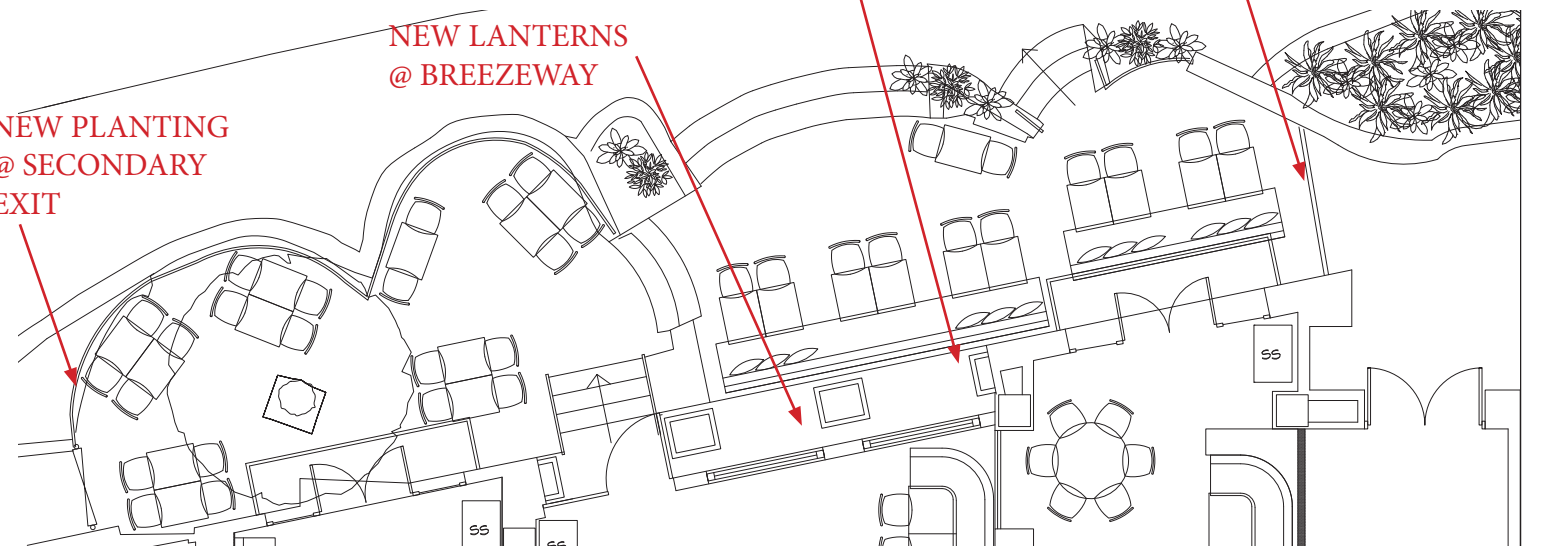 NEW LANTERNS
@ BREEZEWAY
NEW PLANTING
@ SECONDARY
EXIT
SS
SS
SS